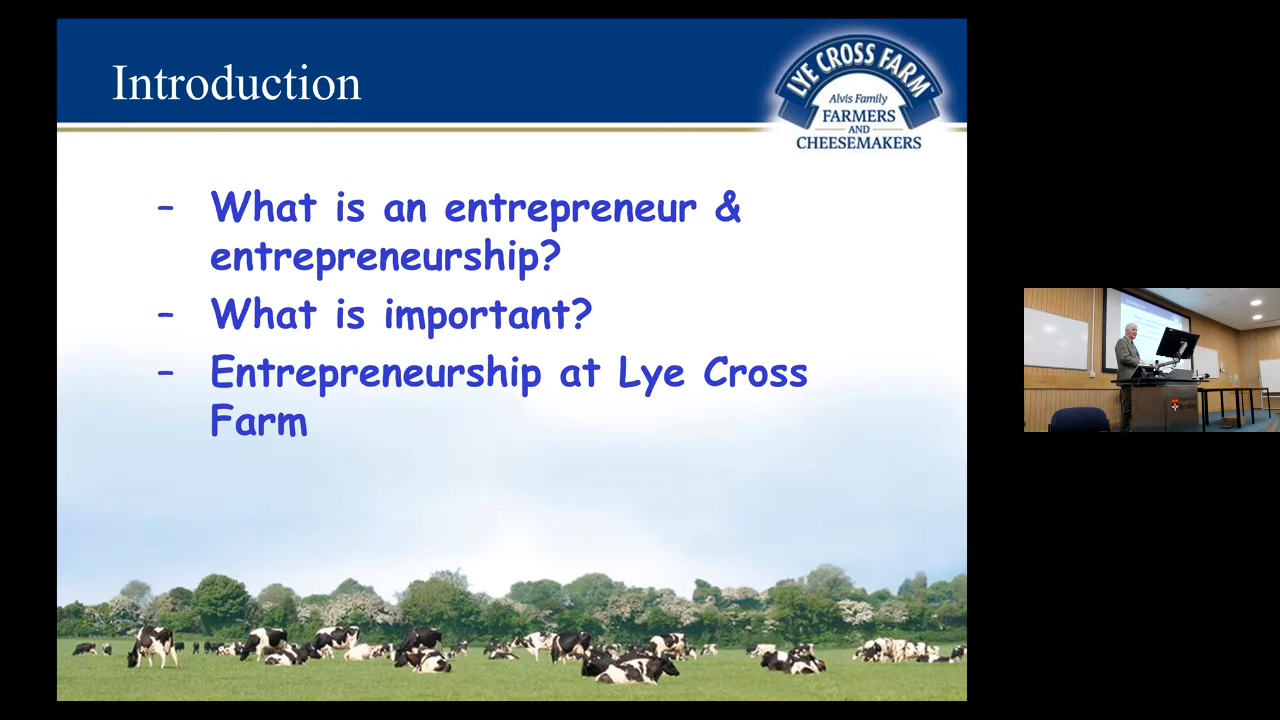 Introduction
LYE CROSS FARM
Alvis Family
FARMERS
AND
CHEESEMAKERS
– What is an entrepreneur &
entrepreneurship?
– What is important?
– Entrepreneurship at Lye Cross
Farm